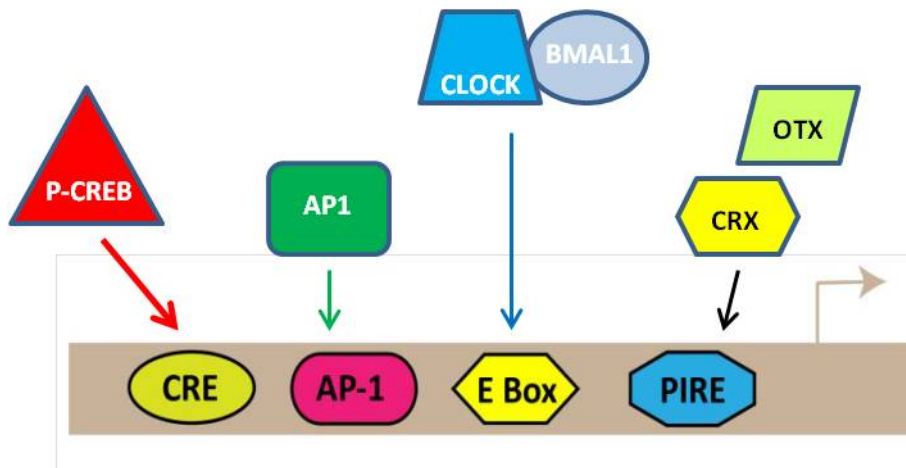 BMAL1
CLOCK
OTX
P-CREB
AP1
CRX
CRE
AP-1
E Box
PIRE